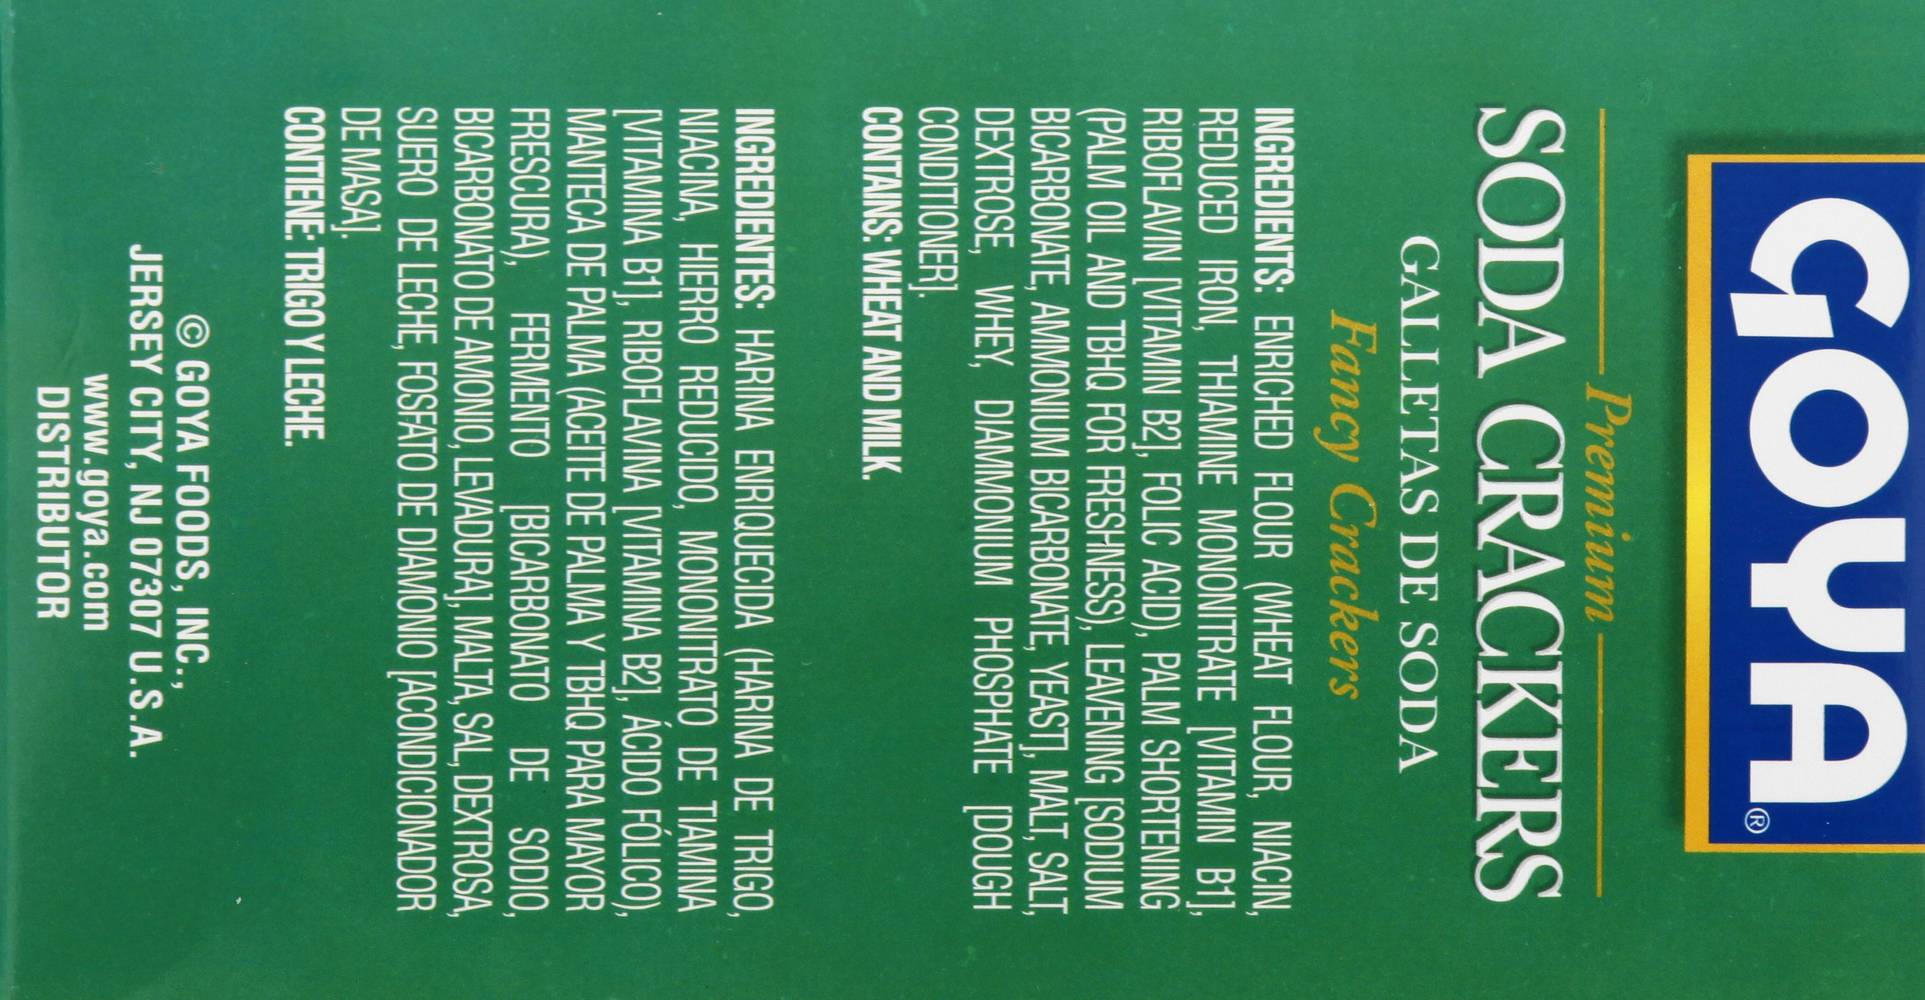 GOYA®
Premium
SODA CRACKERS
GALLETAS DE SODA
Fancy Crackers
INGREDIENTS: ENRICHED FLOUR (WHEAT FLOUR, NIACIN,
REDUCED IRON, THIAMINE MONONITRATE [VITAMIN B1],
RIBOFLAVIN [VITAMIN B2], FOLIC ACID), PALM SHORTENING
(PALM OIL AND TBHQ FOR FRESHNESS), LEAVENING [SODIUM
BICARBONATE, AMMONIUM BICARBONATE, YEAST], MALT, SALT,
DEXTROSE, WHEY, DIAMMONIUM PHOSPHATE [DOUGH
CONDITIONER].
CONTAINS: WHEAT AND MILK.
INGREDIENTES: HARINA ENRIQUECIDA (HARINA DE TRIGO,
NIACINA, HIERRO REDUCIDO, MONONITRATO DE TIAMINA
[VITAMINA B1], RIBOFLAVINA [VITAMINA B2], ÁCIDO FÓLICO),
MANTECA DE PALMA (ACEITE DE PALMA Y TBHQ PARA MAYOR
FRESCURA), FERMENTO [BICARBONATO DE SODIO,
BICARBONATO DE AMONIO, LEVADURA], MALTA, SAL, DEXTROSA,
SUERO DE LECHE, FOSFATO DE DIAMONIO [ACONDICIONADOR
DE MASA].
CONTIENE: TRIGO Y LECHE.
© GOYA FOODS, INC.,
JERSEY CITY, NJ 07307 U.S.A.
www.goya.com
DISTRIBUTOR